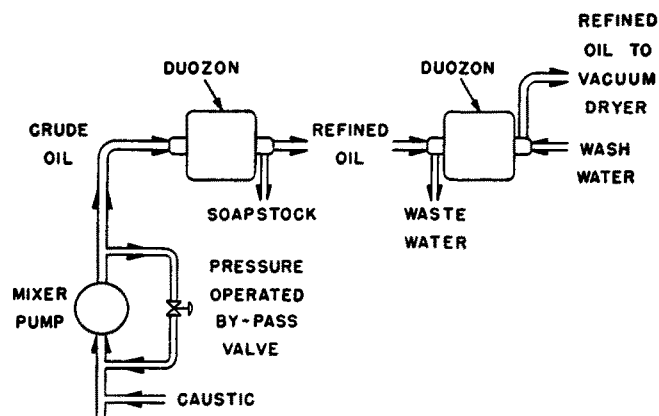 REFINED
OIL TO
VACUUM
DRYER
DUOZON
DUOZON
CRUDE
OIL
REFINED
OIL
WASH
WATER
SOAPSTOCK
WASTE
WATER
MIXER
PUMP
PRESSURE
OPERATED
BY-PASS
VALVE
CAUSTIC